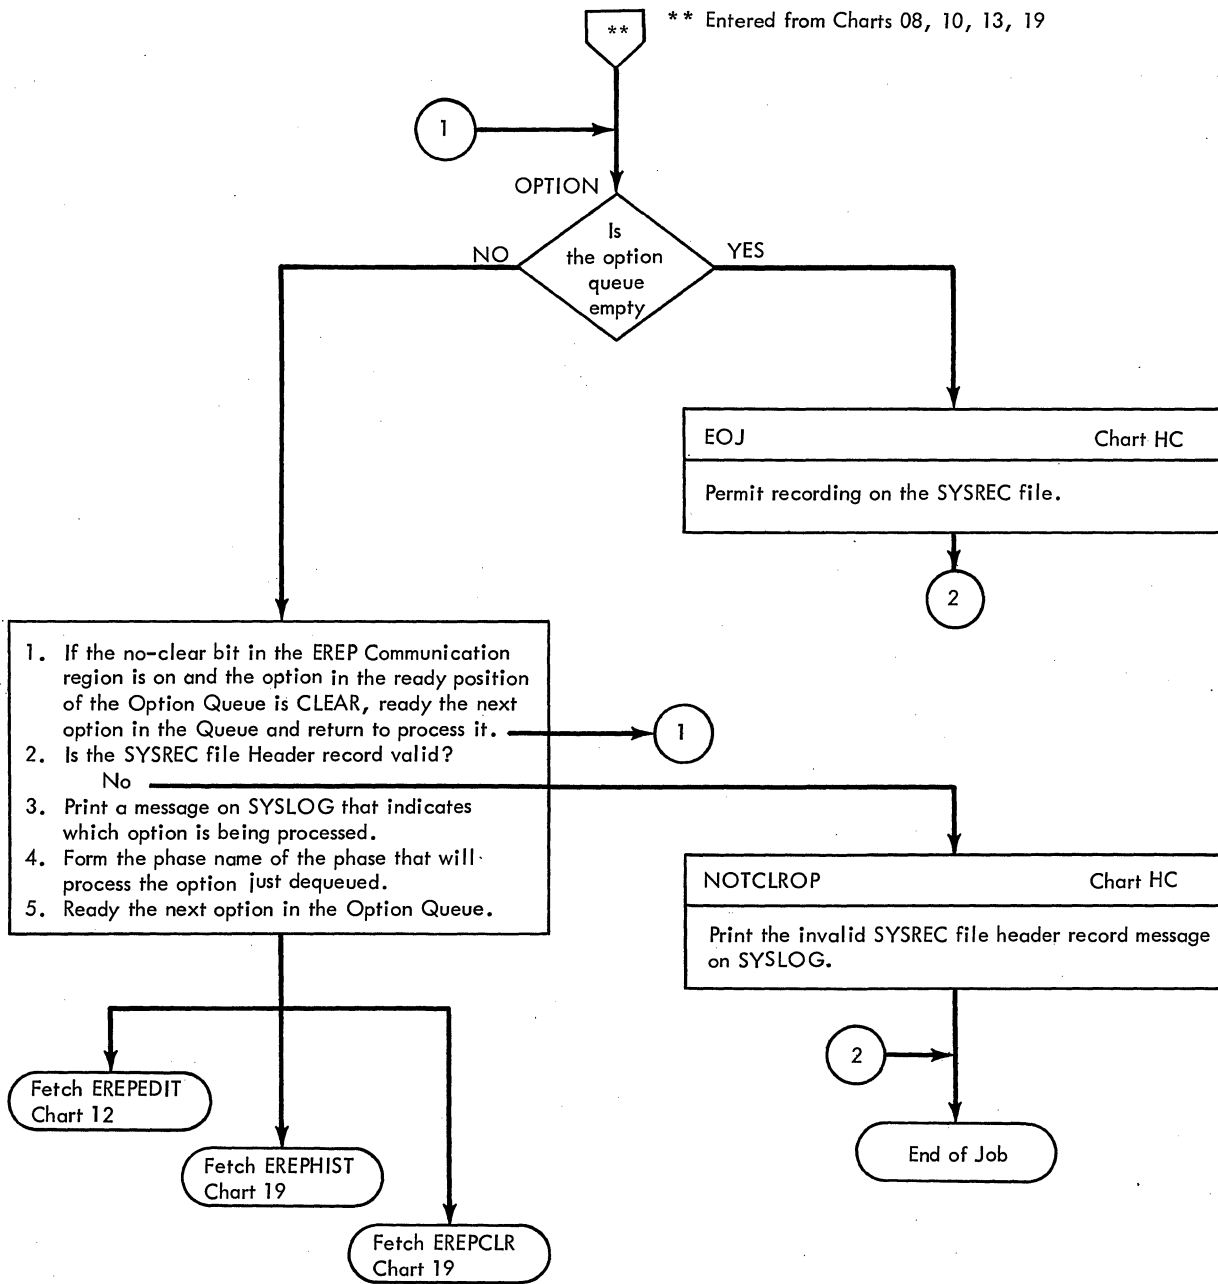 ** ** Entered from Charts 08, 10, 13, 19
1
OPTION
Is
the option
queue
empty
NO
YES
EOJ Chart HC
Permit recording on the SYSREC file.
2
1. If the no-clear bit in the EREP Communication
region is on and the option in the ready position
of the Option Queue is CLEAR, ready the next
option in the Queue and return to process it.
1
2. Is the SYSREC file Header record valid?
No
3. Print a message on SYSLOG that indicates
which option is being processed.
4. Form the phase name of the phase that will
process the option just dequeued.
5. Ready the next option in the Option Queue.
NOTCLROP Chart HC
Print the invalid SYSREC file header record message
on SYSLOG.
2
End of Job
Fetch EREPEDIT
Chart 12
Fetch EREPHIST
Chart 19
Fetch EREPCLR
Chart 19